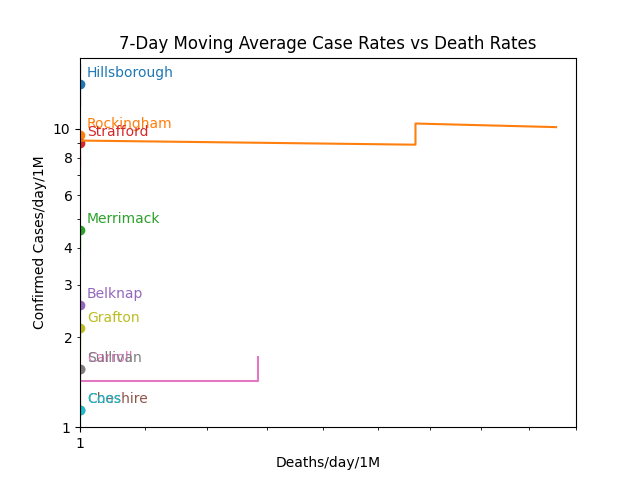 7-Day Moving Average Case Rates vs Death Rates
Hillsborough
Rockingham
Strafford
Merrimack
Belknap
Grafton
Sullivan
Cheshire
10
8
6
4
3
2
1
1
Confirmed Cases/day/1M
Deaths/day/1M